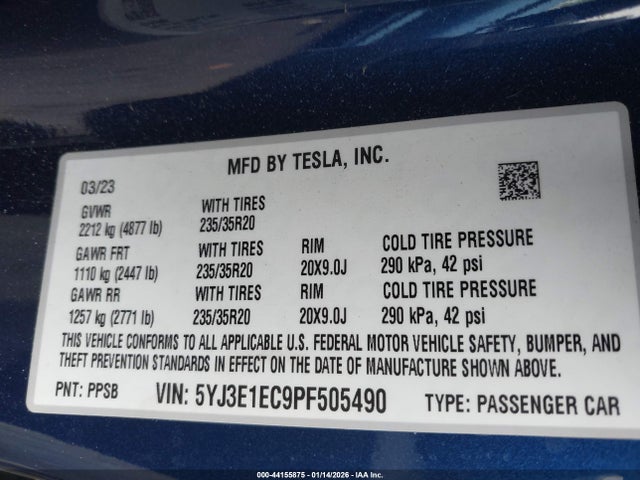 MFD BY TESLA, INC.
03/23
GVWR WITH TIRES
2212 kg (4877 lb) 235/35R20
GAWR FRT WITH TIRES RIM COLD TIRE PRESSURE
1110 kg (2447 lb) 235/35R20 20X9.0J 290 kPa, 42 psi
GAWR RR WITH TIRES RIM COLD TIRE PRESSURE
1257 kg (2771 lb) 235/35R20 20X9.0J 290 kPa, 42 psi
THIS VEHICLE CONFORMS TO ALL APPLICABLE U.S. FEDERAL MOTOR VEHICLE SAFETY, BUMPER, AND
THEFT PREVENTION STANDARDS IN EFFECT ON THE DATE OF MANUFACTURE SHOWN ABOVE.
PNT: PPSB VIN: 5YJ3E1EC9PF505490 TYPE: PASSENGER CAR
000-44155875 - 01/14/2026 - IAA Inc.